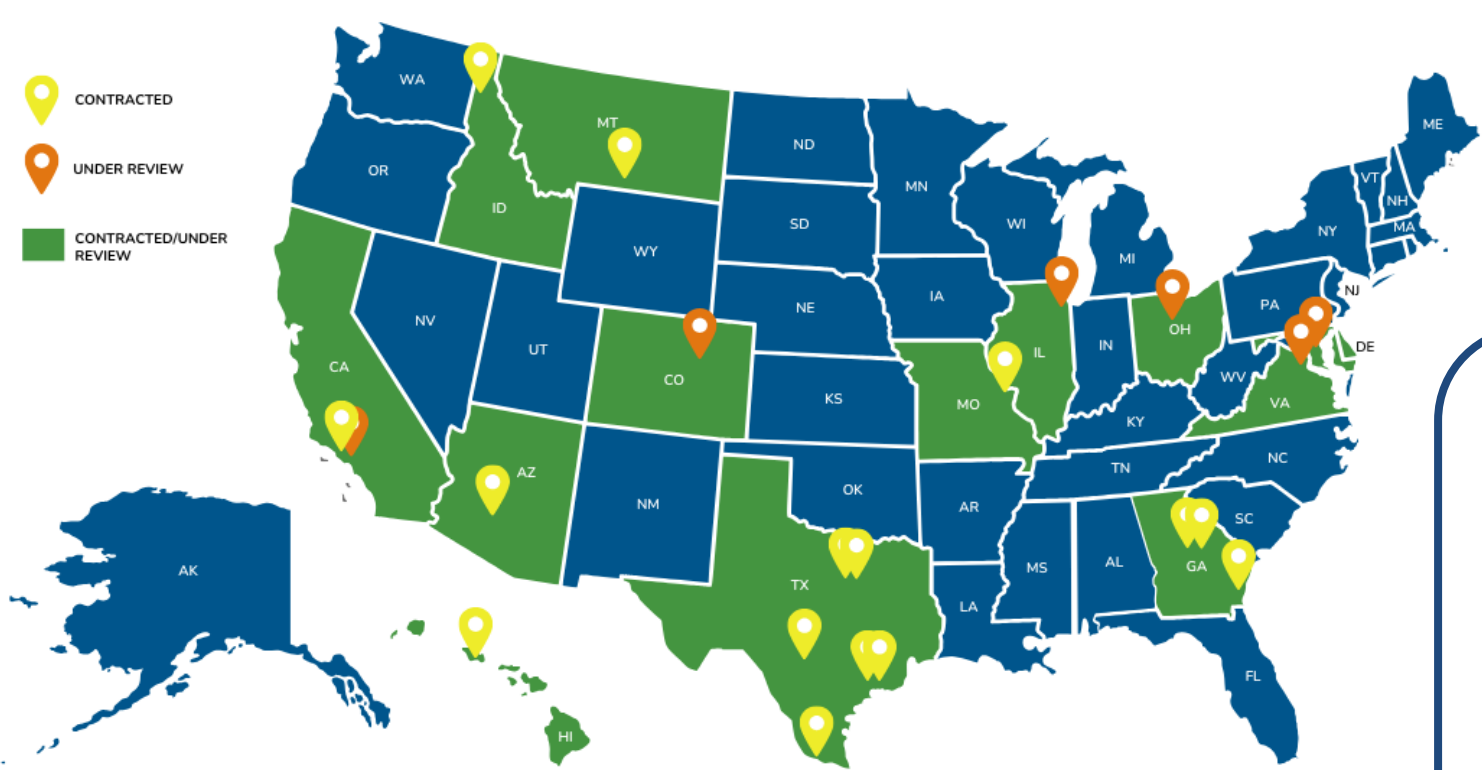 CONTRACTED
UNDER REVIEW
CONTRACTED/UNDER
REVIEW
WA
MT
ND
MN
ME
OR
ID
SD
WI
VT
NH
NY
MA
WY
MI
IA
NE
NJ
PA
NV
UT
OH
IL
IN
DE
CA
CO
KS
MO
WV
VA
KY
AZ
OK
TN
NC
NM
AR
SC
AK
TX
MS
AL
GA
LA
HI
FL